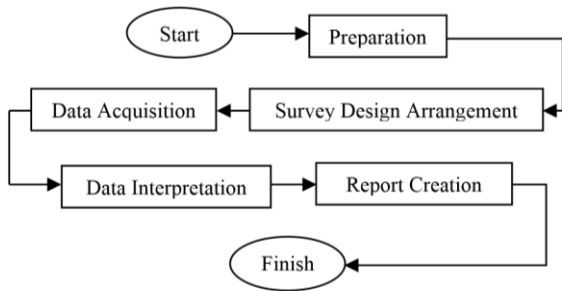 Start
Preparation
Survey Design Arrangement
Data Acquisition
Data Interpretation
Report Creation
Finish